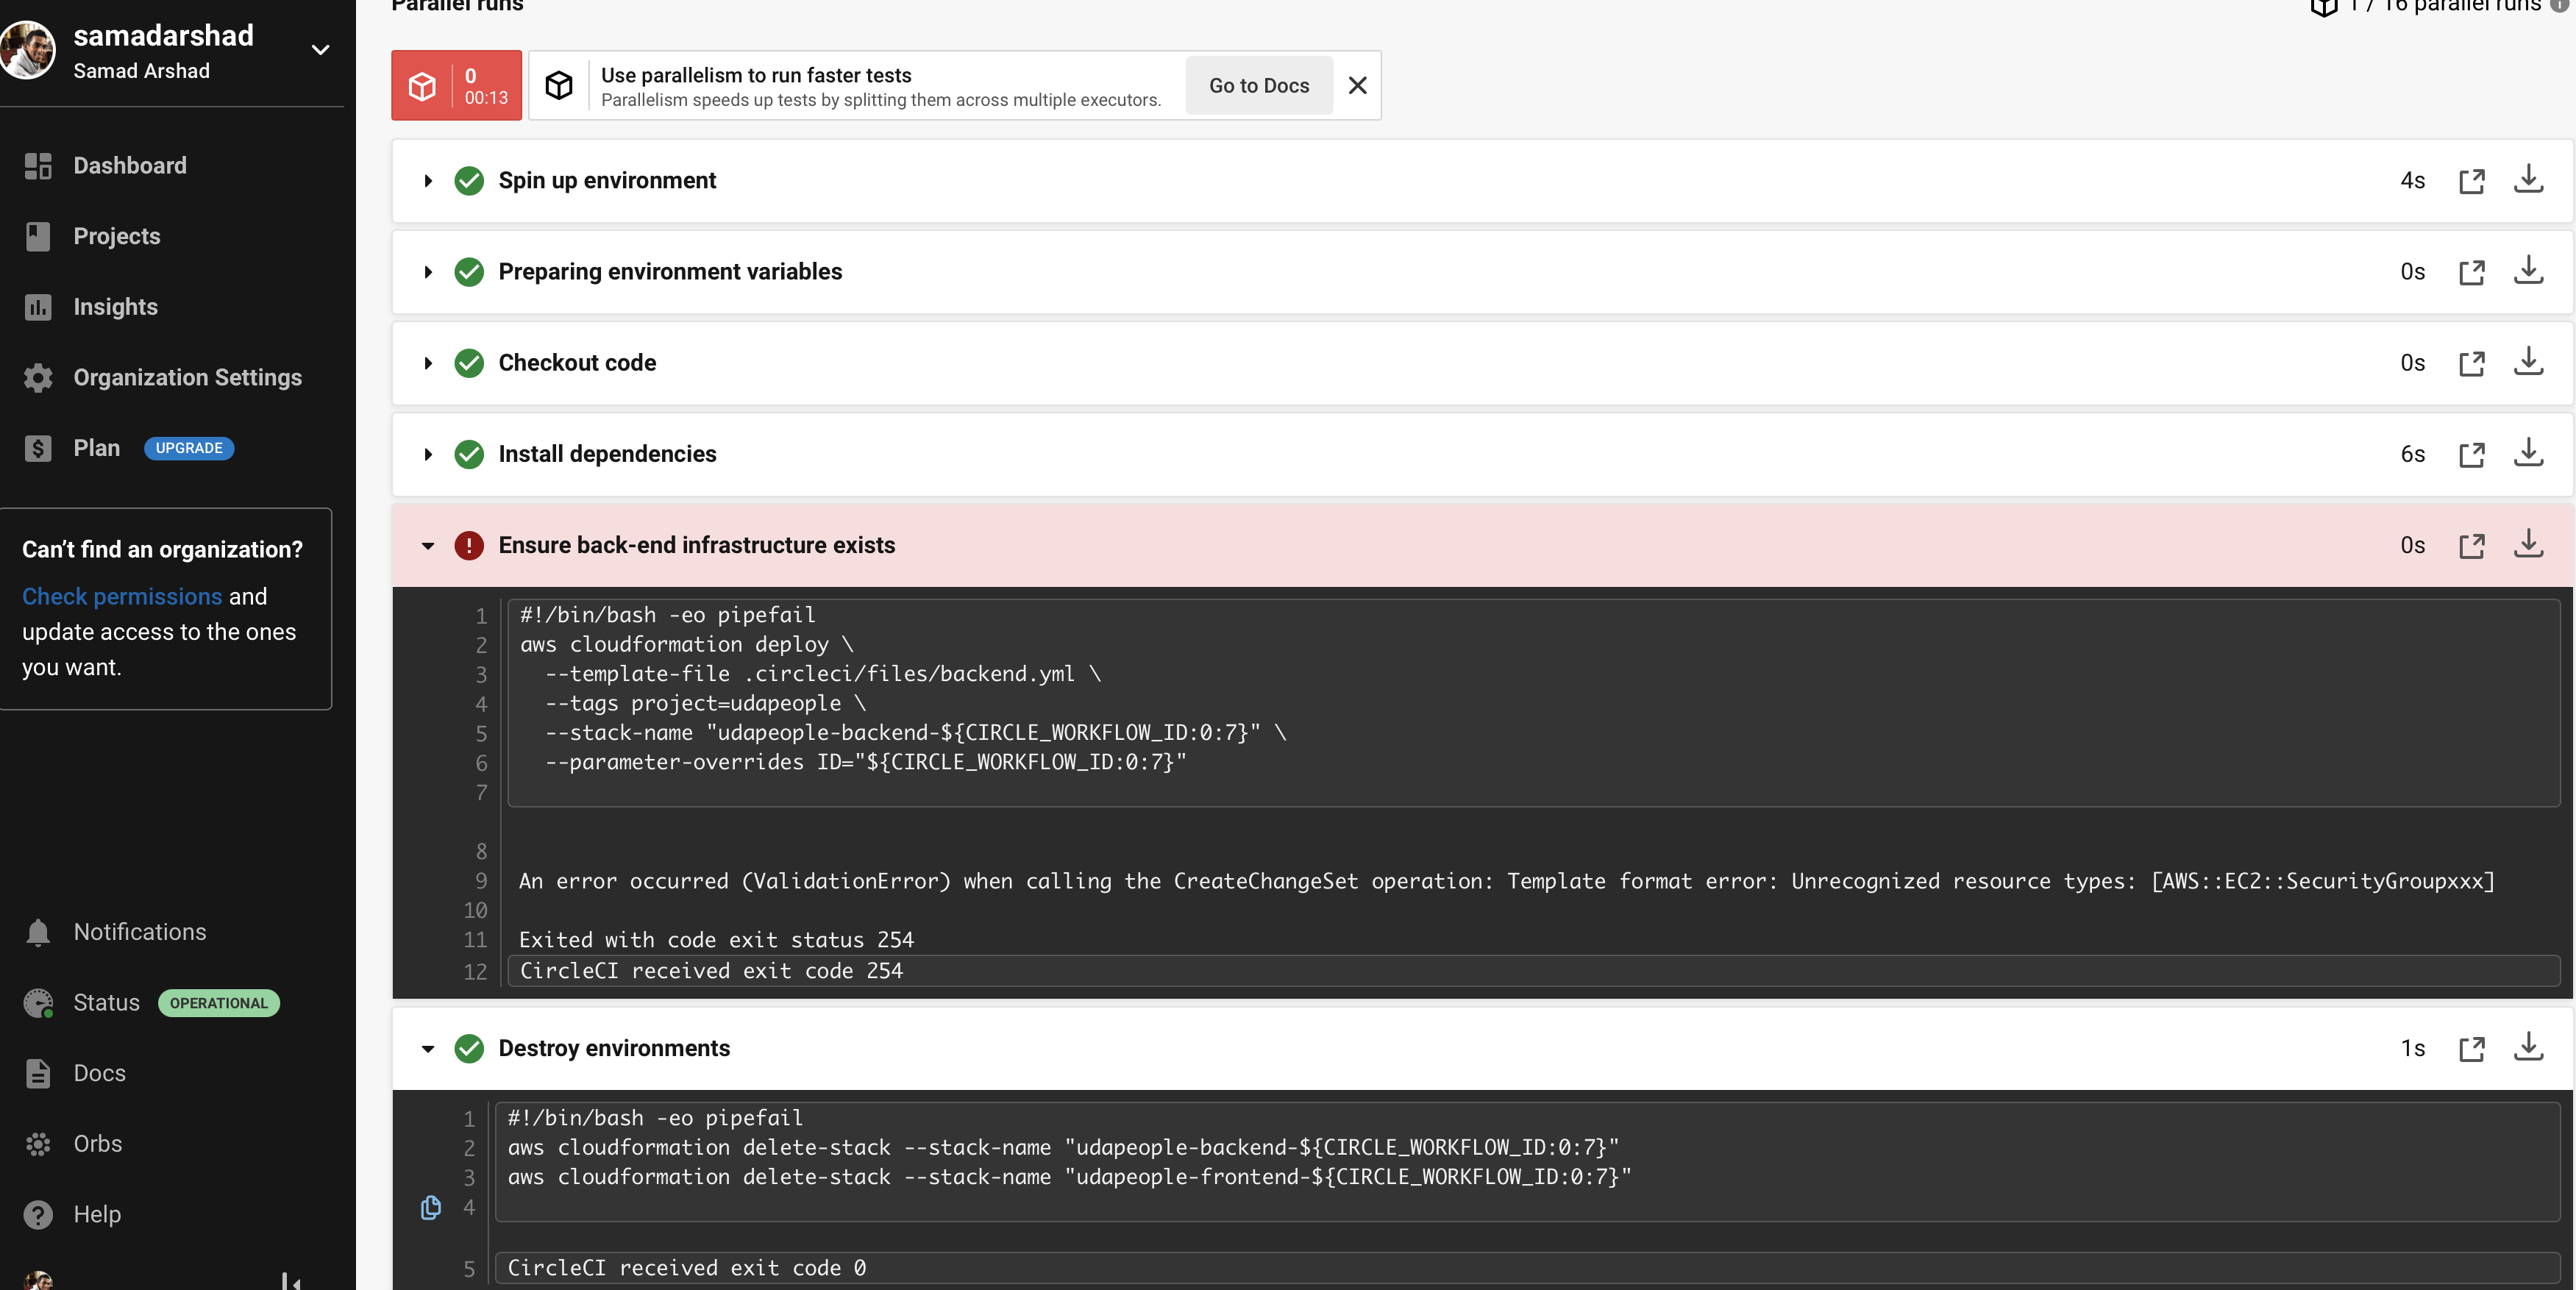 samadarshad
Samad Arshad
Dashboard
Projects
Insights
Organization Settings
Plan UPGRADE
Can't find an organization?
Check permissions and
update access to the ones
you want.
Notifications
Status OPERATIONAL
Docs
Orbs
Help
Parallel runs
1 / 16 parallel runs
0
00:13
Use parallelism to run faster tests
Parallelism speeds up tests by splitting them across multiple executors.
Go to Docs
Spin up environment 4s
Preparing environment variables 0s
Checkout code 0s
Install dependencies 6s
Ensure back-end infrastructure exists 0s
1 #!/bin/bash -eo pipefail
2 aws cloudformation deploy \
3 --template-file .circleci/files/backend.yml \
4 --tags project=udapeople \
5 --stack-name "udapeople-backend-${CIRCLE_WORKFLOW_ID:0:7}" \
6 --parameter-overrides ID="${CIRCLE_WORKFLOW_ID:0:7}"
7
8
9 An error occurred (ValidationError) when calling the CreateChangeSet operation: Template format error: Unrecognized resource types: [AWS::EC2::SecurityGroupxxx]
10
11 Exited with code exit status 254
12 CircleCI received exit code 254
Destroy environments 1s
1 #!/bin/bash -eo pipefail
2 aws cloudformation delete-stack --stack-name "udapeople-backend-${CIRCLE_WORKFLOW_ID:0:7}"
3 aws cloudformation delete-stack --stack-name "udapeople-frontend-${CIRCLE_WORKFLOW_ID:0:7}"
4
5 CircleCI received exit code 0